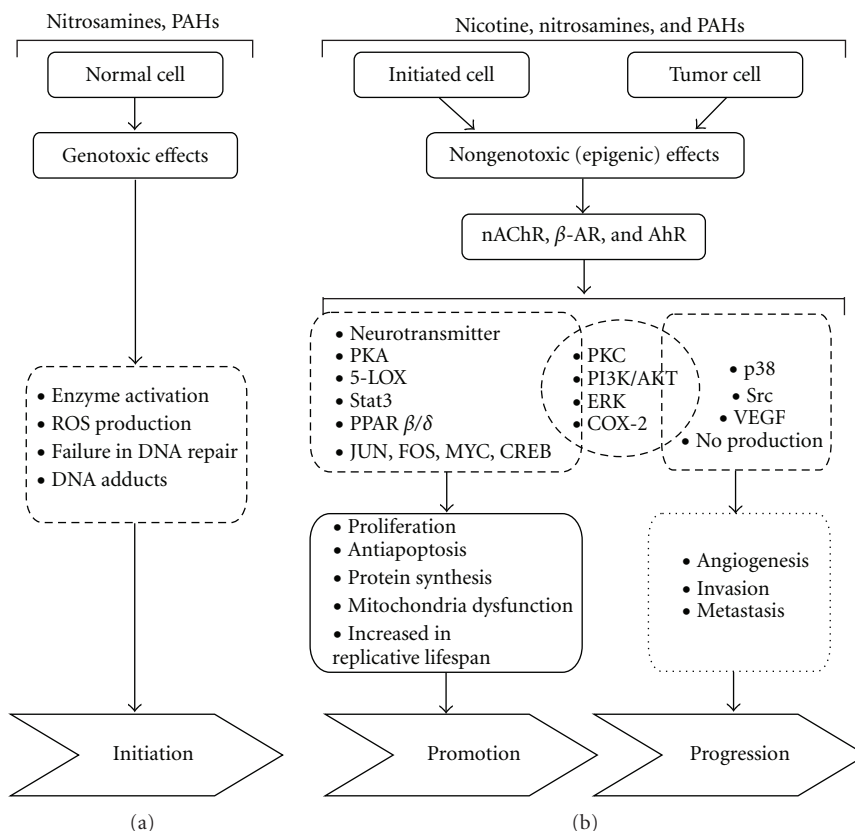 Nitrosamines, PAHs
Normal cell
Genotoxic effects
• Enzyme activation
• ROS production
• Failure in DNA repair
• DNA adducts
Initiation
(a)
Nicotine, nitrosamines, and PAHs
Initiated cell
Tumor cell
Nongenotoxic (epigenic) effects
nAChR, β-AR, and AhR
• Neurotransmitter
• PKA
• 5-LOX
• Stat3
• PPAR β/δ
• JUN, FOS, MYC, CREB
• PKC
• PI3K/AKT
• ERK
• COX-2
• p38
• Src
• VEGF
• No production
• Proliferation
• Antiapoptosis
• Protein synthesis
• Mitochondria dysfunction
• Increased in
replicative lifespan
• Angiogenesis
• Invasion
• Metastasis
Promotion
Progression
(b)